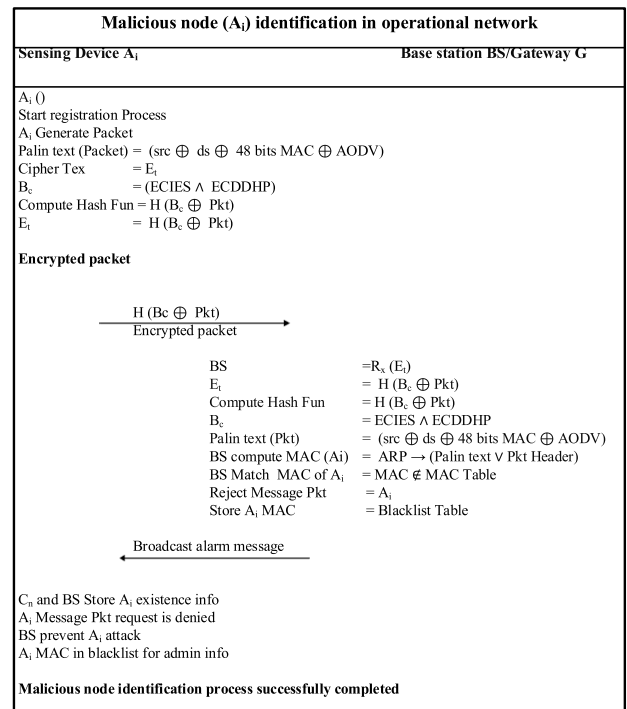 Malicious node (Aᵢ) identification in operational network
Sensing Device Aᵢ Base station BS/Gateway G
Aᵢ ()
Start registration Process
Aᵢ Generate Packet
Palin text (Packet) = (src ⊕ ds ⊕ 48 bits MAC ⊕ AODV)
Cipher Tex = Eₜ
B꜀ = (ECIES ∧ ECDDHP)
Compute Hash Fun = H (B꜀ ⊕ Pkt)
Eₜ = H (B꜀ ⊕ Pkt)
Encrypted packet
H (Bc ⊕ Pkt)
Encrypted packet
BS =Rₓ (Eₜ)
Eₜ = H (B꜀ ⊕ Pkt)
Compute Hash Fun = H (B꜀ ⊕ Pkt)
B꜀ = ECIES ∧ ECDDHP
Palin text (Pkt) = (src ⊕ ds ⊕ 48 bits MAC ⊕ AODV)
BS compute MAC (Ai) = ARP → (Palin text ∨ Pkt Header)
BS Match MAC of Aᵢ = MAC ∉ MAC Table
Reject Message Pkt = Aᵢ
Store Aᵢ MAC = Blacklist Table
Broadcast alarm message
Cₙ and BS Store Aᵢ existence info
Aᵢ Message Pkt request is denied
BS prevent Aᵢ attack
Aᵢ MAC in blacklist for admin info
Malicious node identification process successfully completed